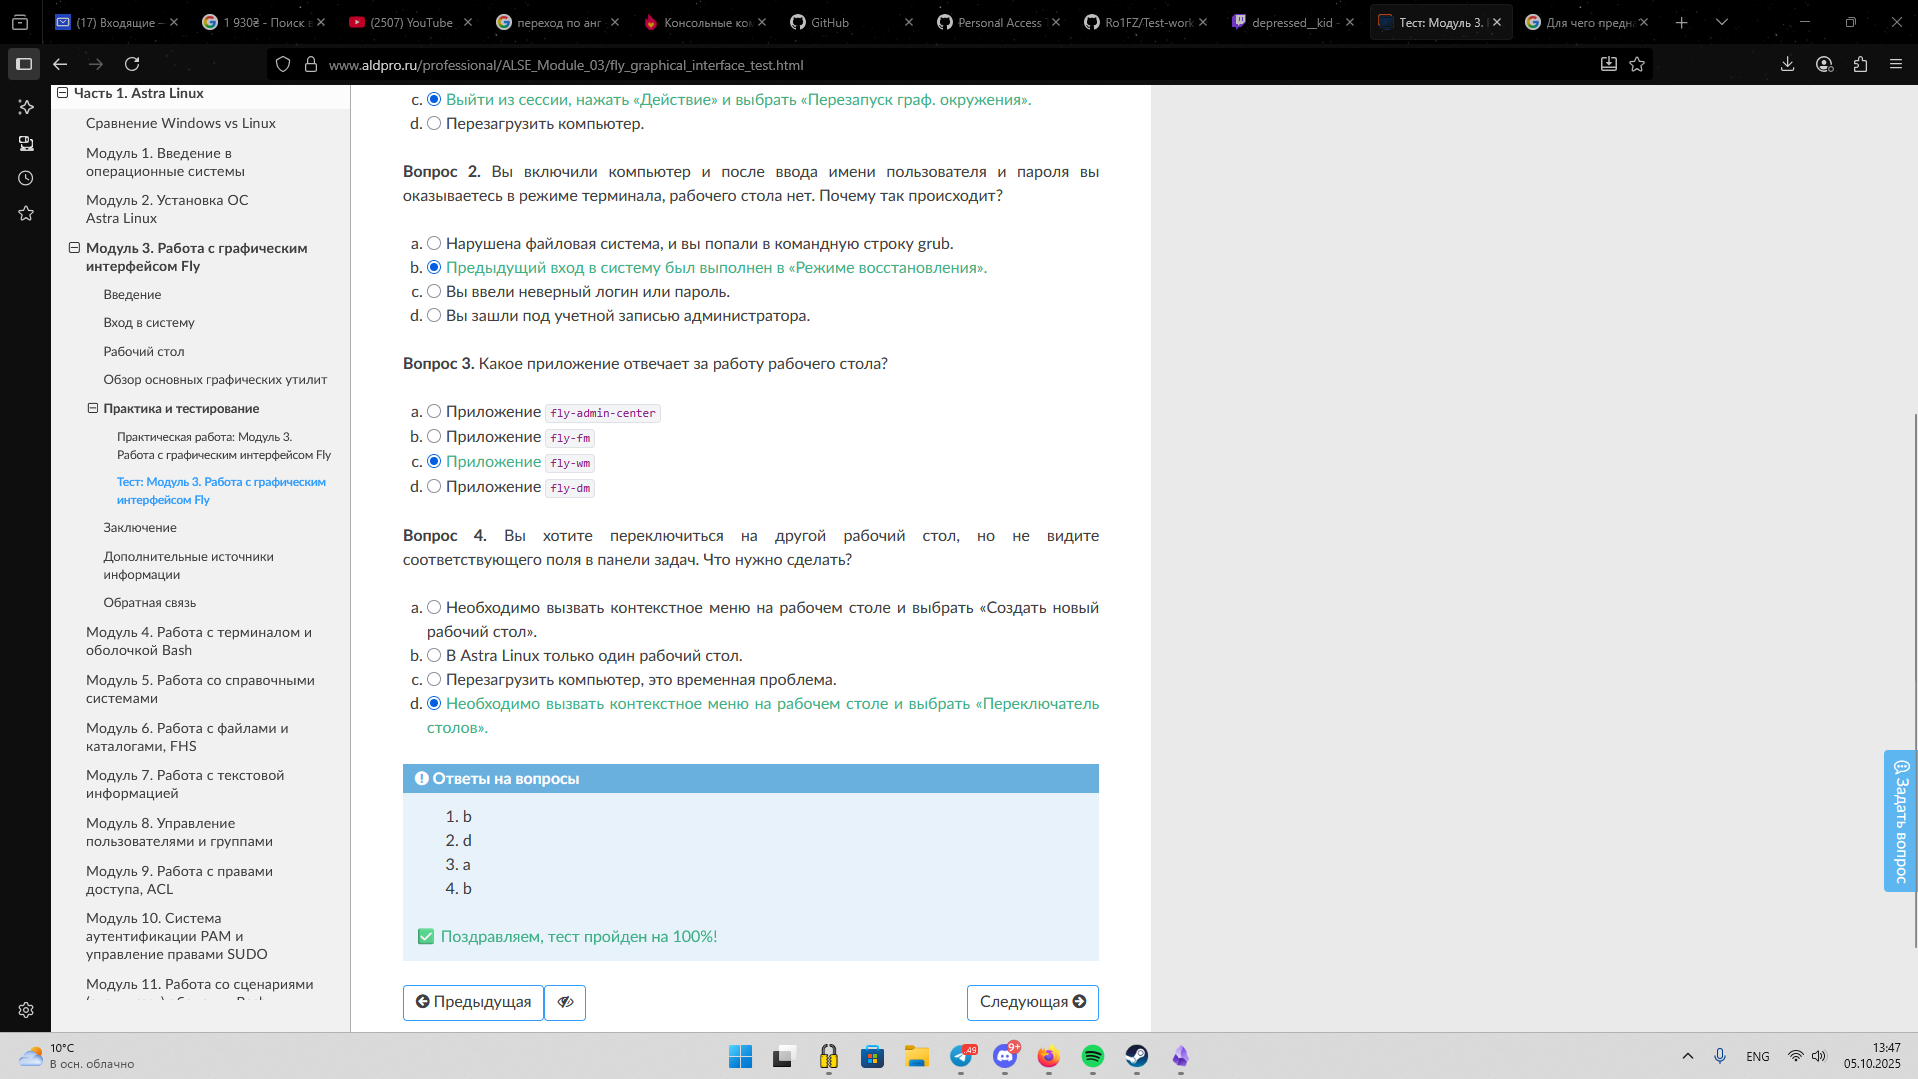 (17) Входящие –
1 930₴ - Поиск в
(2507) YouTube
переход по анг
Консольные ком
GitHub
Personal Access T
Ro1FZ/Test-work
depressed__kid -
Тест: Модуль 3. Р
Для чего предна
www.aldpro.ru/professional/ALSE_Module_03/fly_graphical_interface_test.html
Часть 1. Astra Linux
Сравнение Windows vs Linux
Модуль 1. Введение в
операционные системы
Модуль 2. Установка ОС
Astra Linux
Модуль 3. Работа с графическим
интерфейсом Fly
Введение
Вход в систему
Рабочий стол
Обзор основных графических утилит
Практика и тестирование
Практическая работа: Модуль 3.
Работа с графическим интерфейсом Fly
Тест: Модуль 3. Работа с графическим
интерфейсом Fly
Заключение
Дополнительные источники
информации
Обратная связь
Модуль 4. Работа с терминалом и
оболочкой Bash
Модуль 5. Работа со справочными
системами
Модуль 6. Работа с файлами и
каталогами, FHS
Модуль 7. Работа с текстовой
информацией
Модуль 8. Управление
пользователями и группами
Модуль 9. Работа с правами
доступа, ACL
Модуль 10. Система
аутентификации PAM и
управление правами SUDO
Модуль 11. Работа со сценариями
c. Выйти из сессии, нажать «Действие» и выбрать «Перезапуск граф. окружения».
d. Перезагрузить компьютер.
Вопрос 2. Вы включили компьютер и после ввода имени пользователя и пароля вы
оказываетесь в режиме терминала, рабочего стола нет. Почему так происходит?
a. Нарушена файловая система, и вы попали в командную строку grub.
b. Предыдущий вход в систему был выполнен в «Режиме восстановления».
c. Вы ввели неверный логин или пароль.
d. Вы зашли под учетной записью администратора.
Вопрос 3. Какое приложение отвечает за работу рабочего стола?
a. Приложение fly-admin-center
b. Приложение fly-fm
c. Приложение fly-wm
d. Приложение fly-dm
Вопрос 4. Вы хотите переключиться на другой рабочий стол, но не видите
соответствующего поля в панели задач. Что нужно сделать?
a. Необходимо вызвать контекстное меню на рабочем столе и выбрать «Создать новый
рабочий стол».
b. В Astra Linux только один рабочий стол.
c. Перезагрузить компьютер, это временная проблема.
d. Необходимо вызвать контекстное меню на рабочем столе и выбрать «Переключатель
столов».
Ответы на вопросы
1. b
2. d
3. a
4. b
Поздравляем, тест пройден на 100%!
Предыдущая
Следующая
Задать вопрос
10°C
В осн. облачно
49
9+
ENG
13:47
05.10.2025